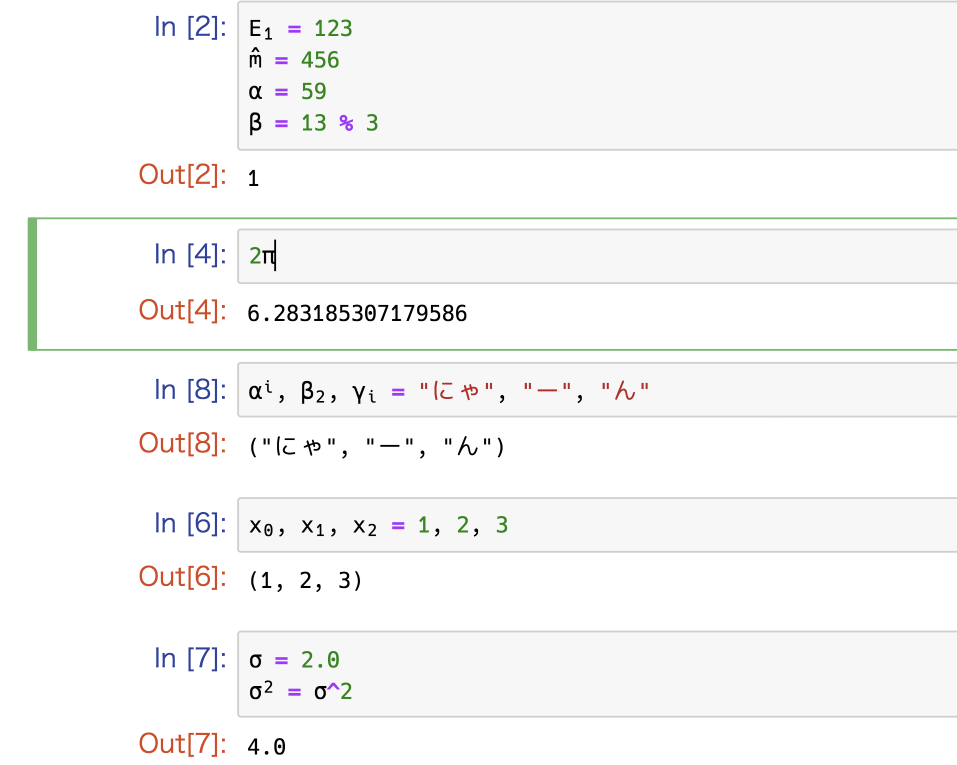 In [2]: E₁ = 123
m̂ = 456
α = 59
β = 13 % 3
Out[2]: 1
In [4]: 2π
Out[4]: 6.283185307179586
In [8]: αⁱ, β₂, γᵢ = "にゃ", "ー", "ん"
Out[8]: ("にゃ", "ー", "ん")
In [6]: x₀, x₁, x₂ = 1, 2, 3
Out[6]: (1, 2, 3)
In [7]: σ = 2.0
σ² = σ^2
Out[7]: 4.0